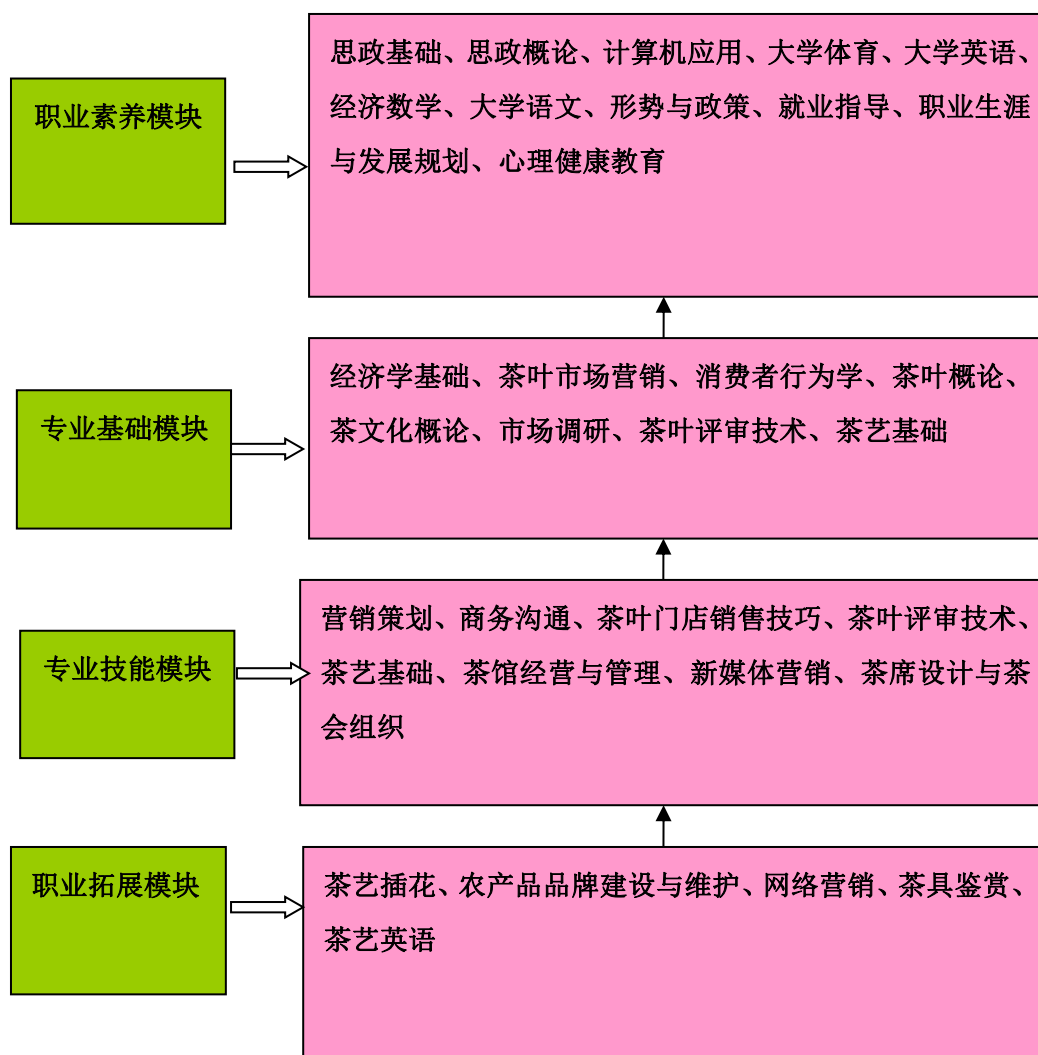 职业素养模块
思政基础、思政概论、计算机应用、大学体育、大学英语、
经济数学、大学语文、形势与政策、就业指导、职业生涯
与发展规划、心理健康教育
专业基础模块
经济学基础、茶叶市场营销、消费者行为学、茶叶概论、
茶文化概论、市场调研、茶叶评审技术、茶艺基础
专业技能模块
营销策划、商务沟通、茶叶门店销售技巧、茶叶评审技术、
茶艺基础、茶馆经营与管理、新媒体营销、茶席设计与茶
会组织
职业拓展模块
茶艺插花、农产品品牌建设与维护、网络营销、茶具鉴赏、
茶艺英语